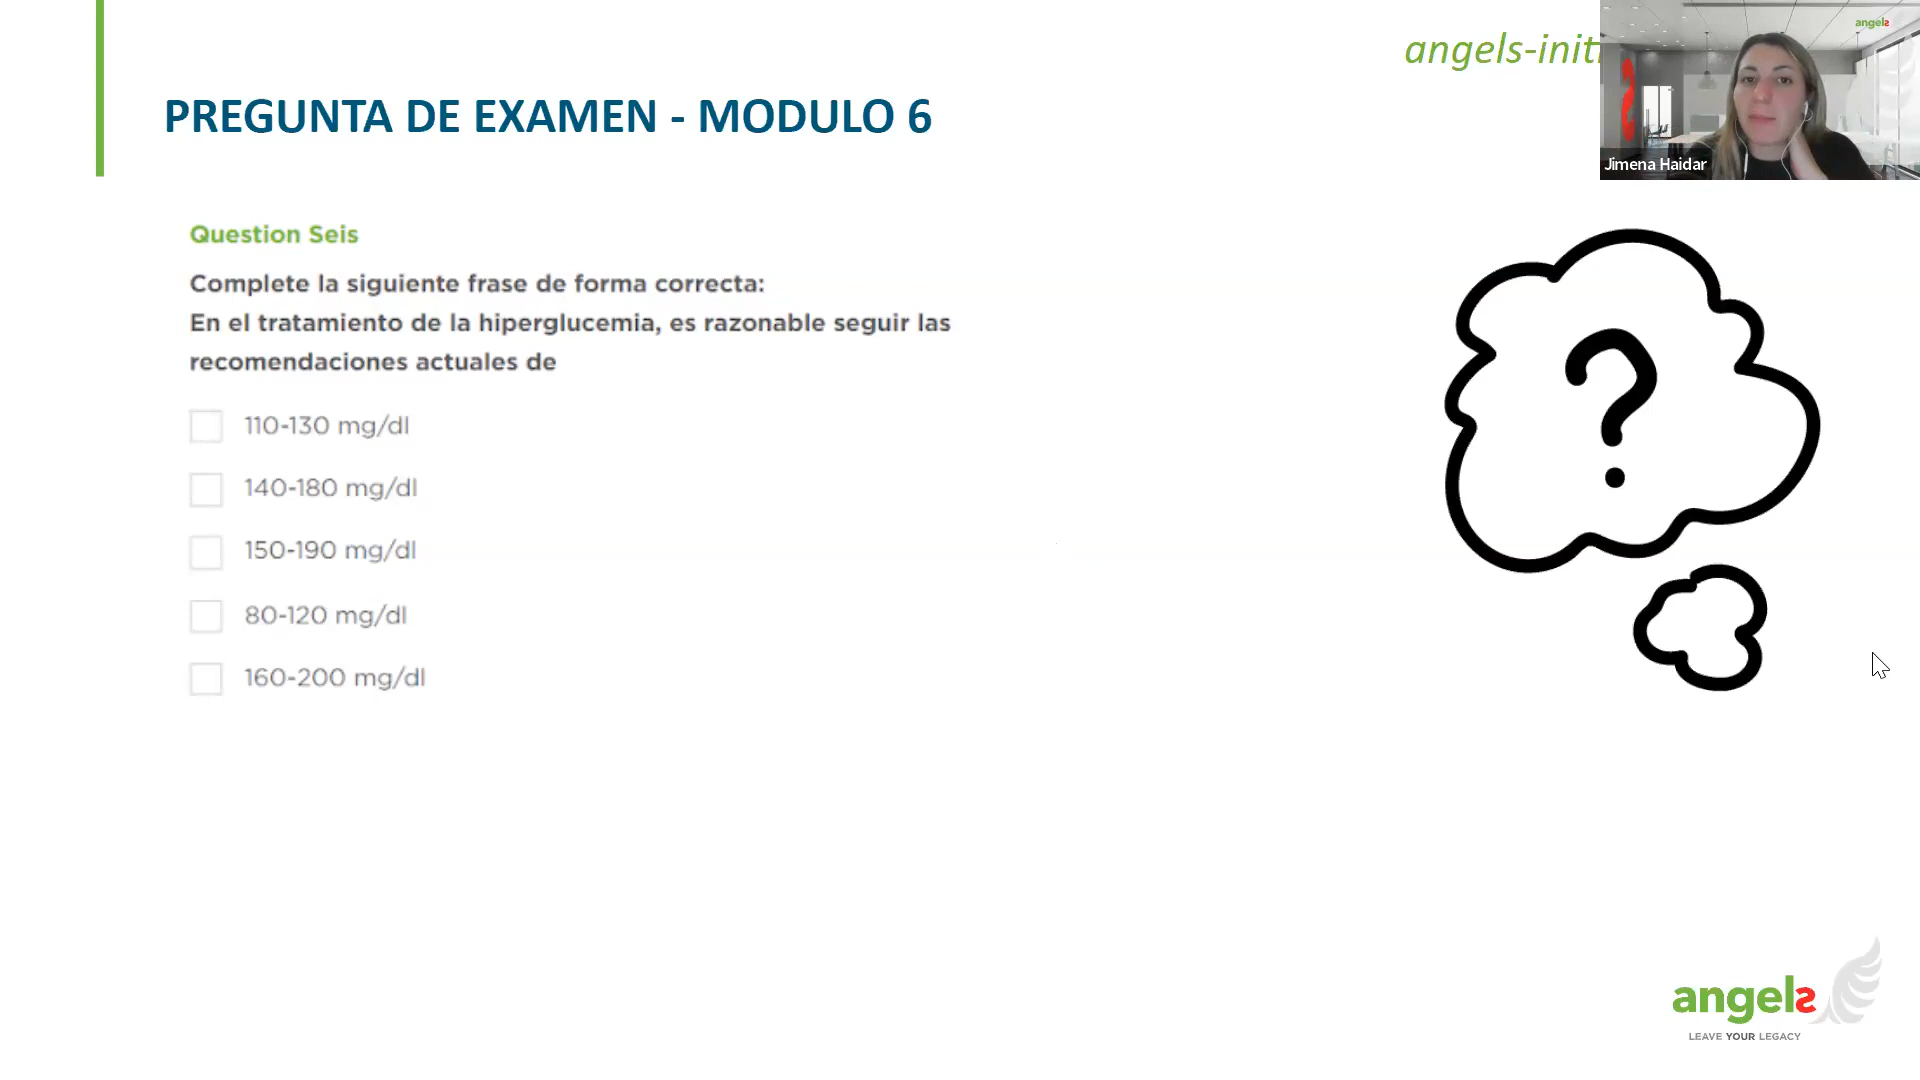 angels-initi
angels
PREGUNTA DE EXAMEN - MODULO 6
Jimena Haidar
Question Seis
Complete la siguiente frase de forma correcta:
En el tratamiento de la hiperglucemia, es razonable seguir las
recomendaciones actuales de
110-130 mg/dl
140-180 mg/dl
150-190 mg/dl
80-120 mg/dl
160-200 mg/dl
?
angels
LEAVE YOUR LEGACY